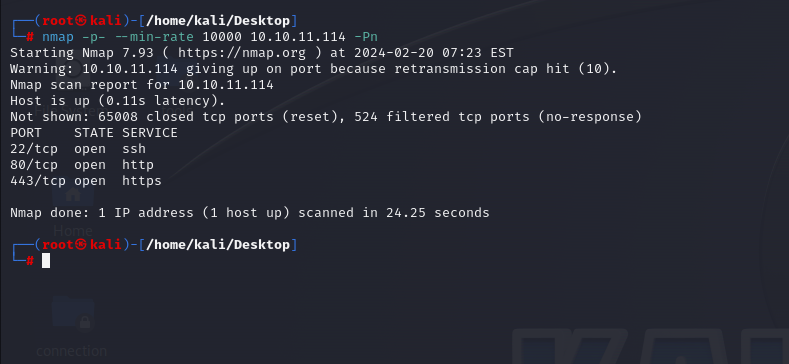 ┌──(root㉿kali)-[/home/kali/Desktop]
└─# nmap -p- --min-rate 10000 10.10.11.114 -Pn
Starting Nmap 7.93 ( https://nmap.org ) at 2024-02-20 07:23 EST
Warning: 10.10.11.114 giving up on port because retransmission cap hit (10).
Nmap scan report for 10.10.11.114
Host is up (0.11s latency).
Not shown: 65008 closed tcp ports (reset), 524 filtered tcp ports (no-response)
PORT    STATE SERVICE
22/tcp  open  ssh
80/tcp  open  http
443/tcp open  https
Nmap done: 1 IP address (1 host up) scanned in 24.25 seconds
Home
┌──(root㉿kali)-[/home/kali/Desktop]
└─#
connection